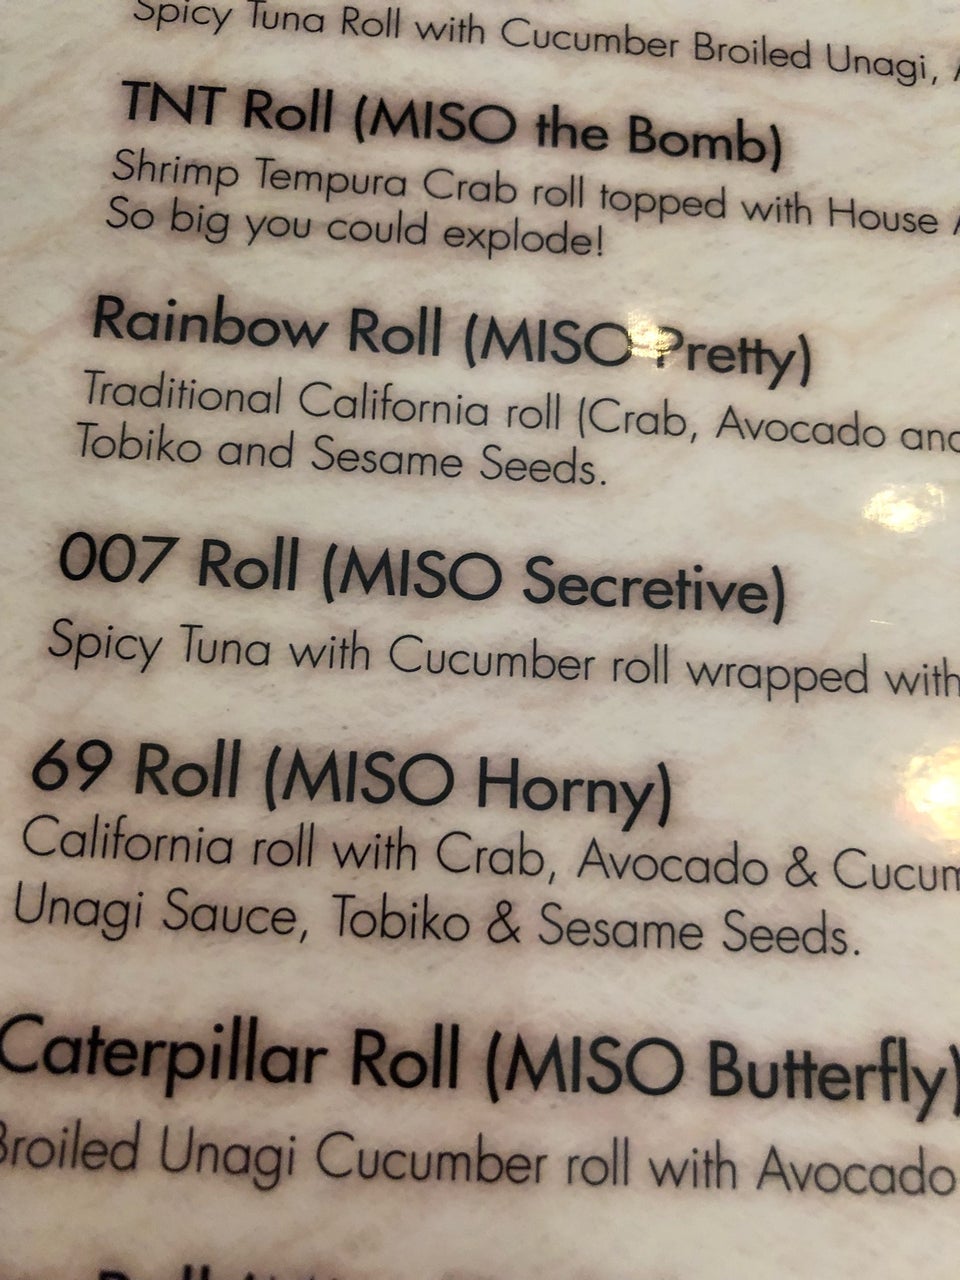 Spicy Tuna Roll with Cucumber Broiled Unagi,
TNT Roll (MISO the Bomb)
Shrimp Tempura Crab roll topped with House
So big you could explode!
Rainbow Roll (MISO Pretty)
Traditional California roll (Crab, Avocado and
Tobiko and Sesame Seeds.
007 Roll (MISO Secretive)
Spicy Tuna with Cucumber roll wrapped with
69 Roll (MISO Horny)
California roll with Crab, Avocado & Cucum
Unagi Sauce, Tobiko & Sesame Seeds.
Caterpillar Roll (MISO Butterfly)
Broiled Unagi Cucumber roll with Avocado